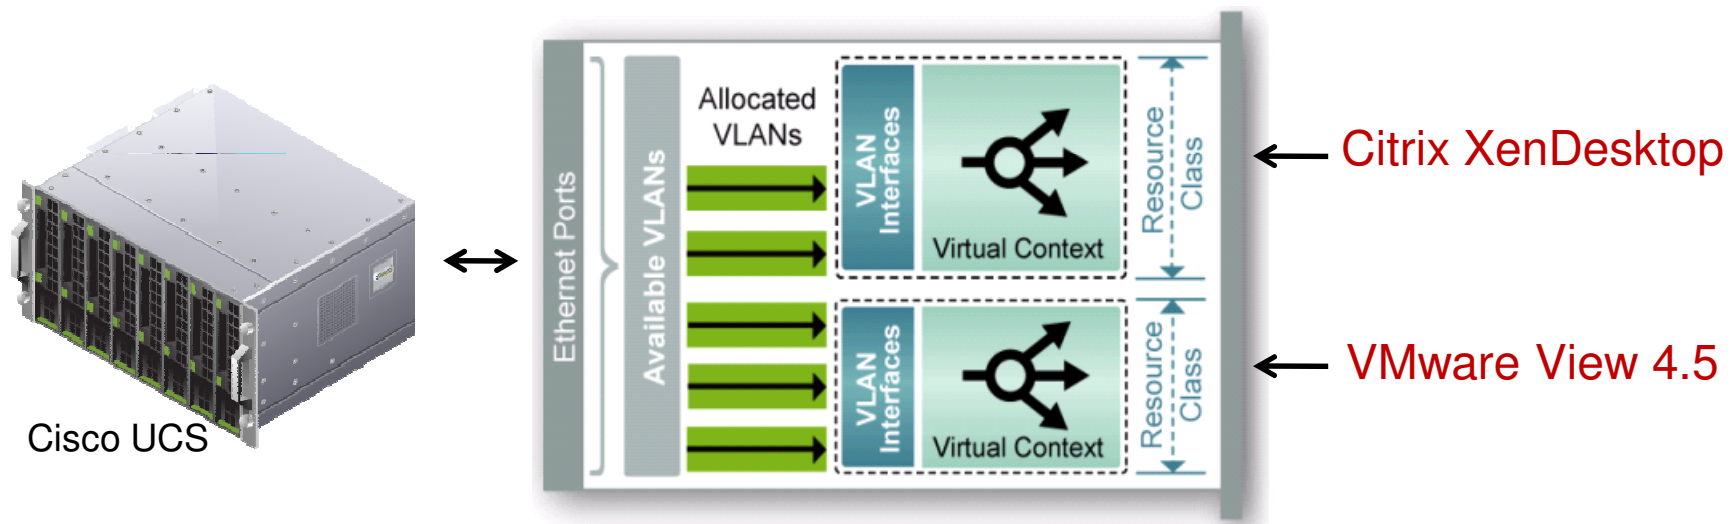 Cisco UCS
Ethernet Ports
Available VLANs
Allocated
VLANs
VLAN
Interfaces
Virtual Context
Resource
Class
VLAN
Interfaces
Virtual Context
Resource
Class
Citrix XenDesktop
VMware View 4.5